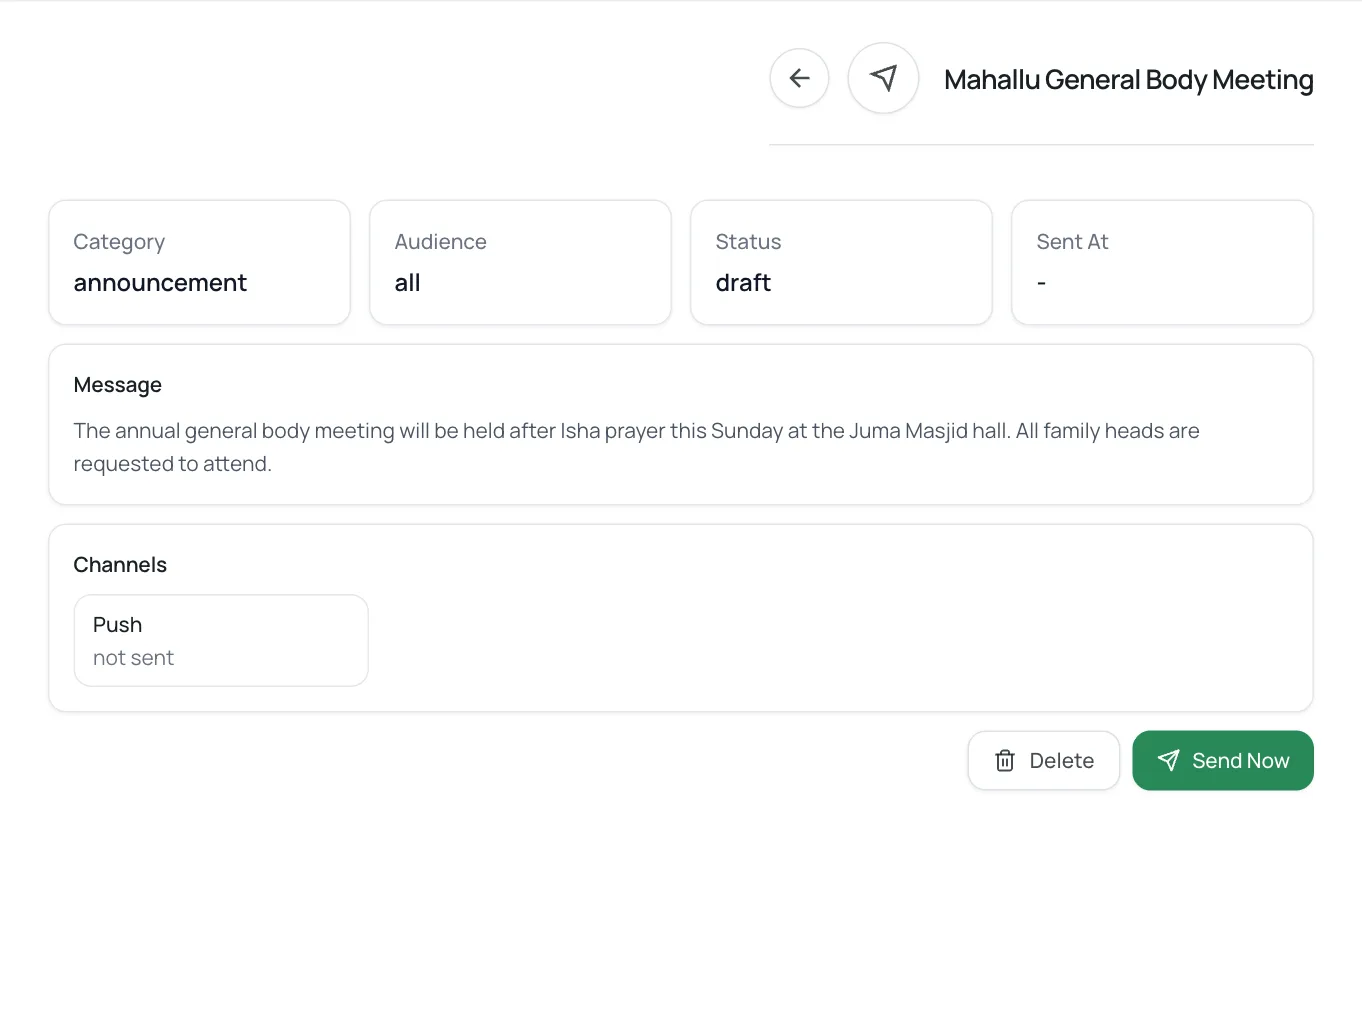 Mahallu General Body Meeting
Category
announcement
Audience
all
Status
draft
Sent At
-
Message
The annual general body meeting will be held after Isha prayer this Sunday at the Juma Masjid hall. All family heads are
requested to attend.
Channels
Push
not sent
Delete
Send Now